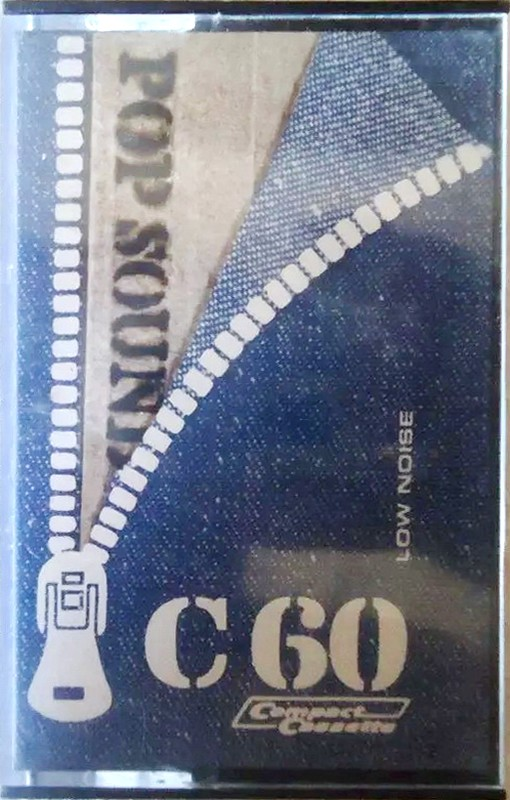 POP SOUND
LOW NOISE
C 60
Compact
Cassette